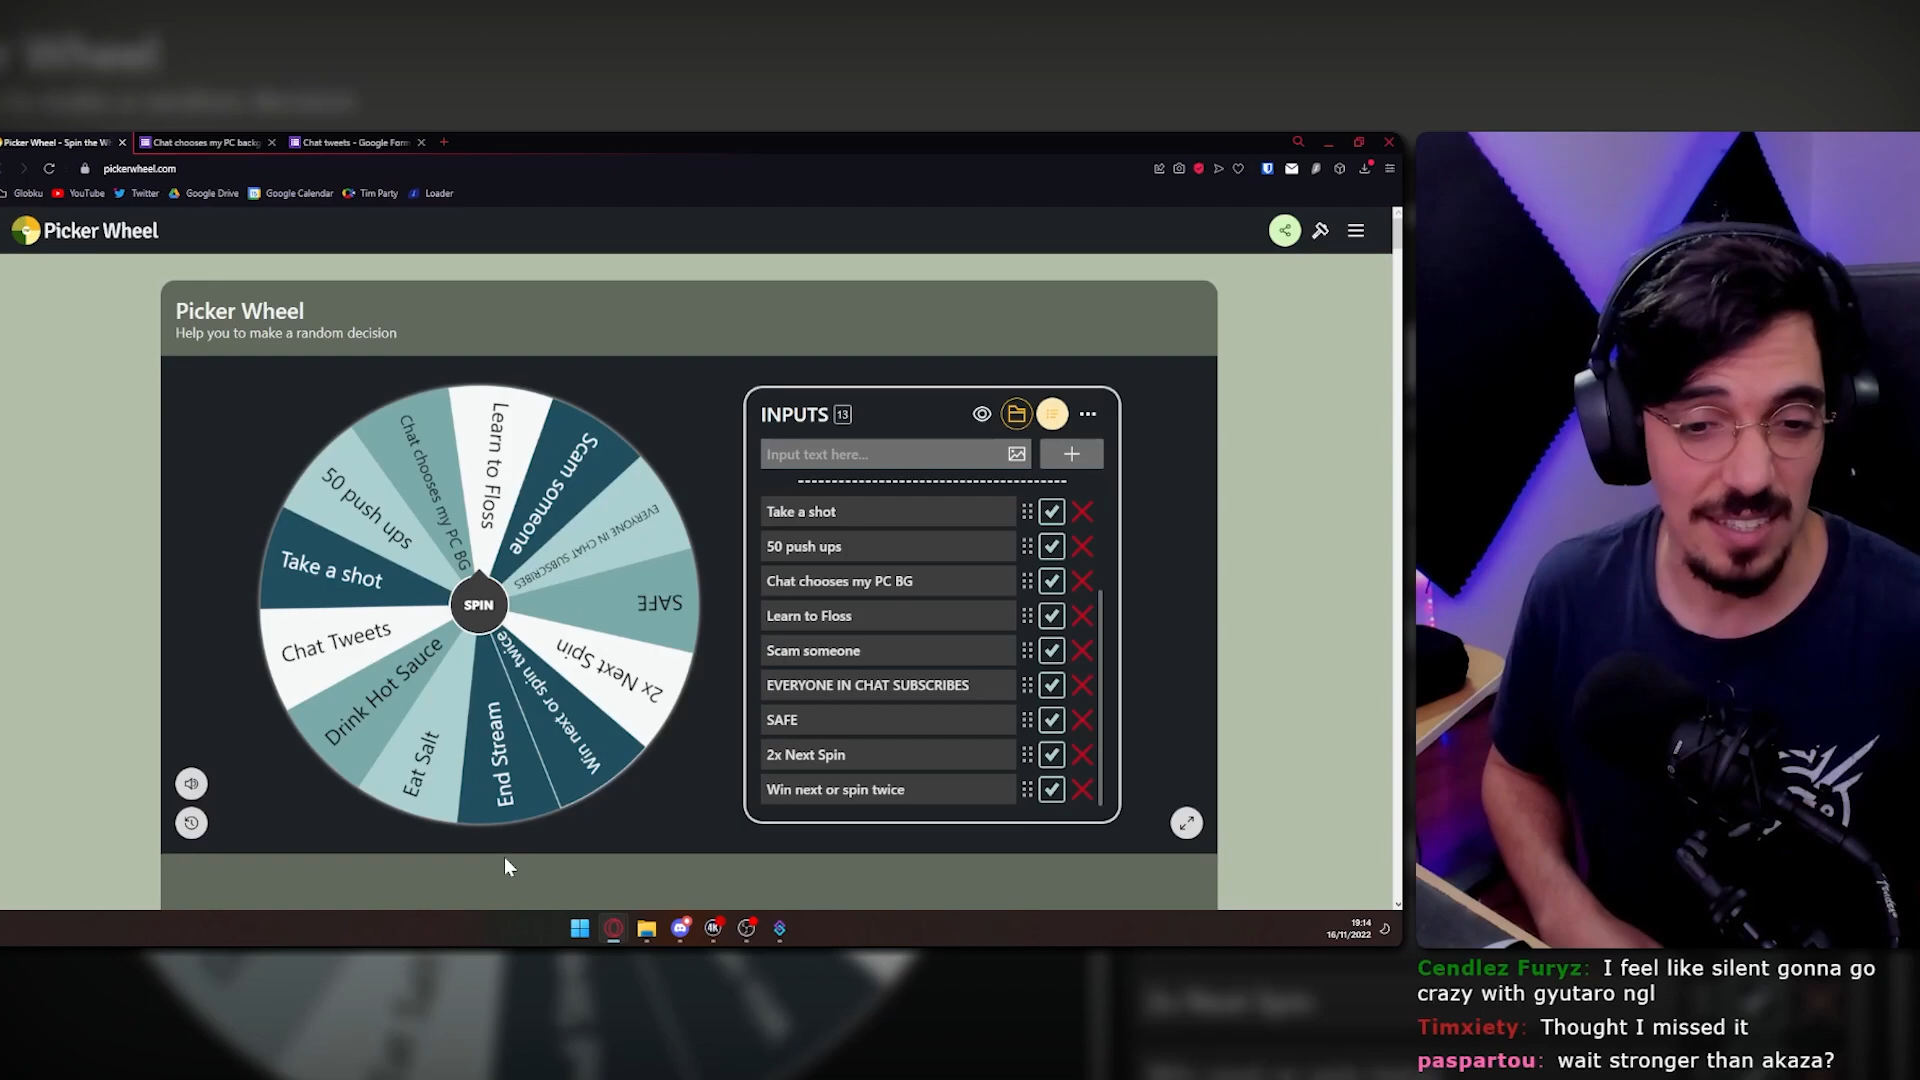 Wheel
Picker Wheel - Spin the W
Chat chooses my PC backg
Chat tweets - Google Form
pickerwheel.com
Globku
YouTube
Twitter
Google Drive
Google Calendar
Tim Party
Loader
Picker Wheel
Picker Wheel
Help you to make a random decision
Learn to Floss
Scam someone
EVERYONE IN CHAT SUBSCRIBES
SAFE
2x Next Spin
Win next or spin twice
End Stream
Eat Salt
Drink Hot Sauce
Chat Tweets
Take a shot
50 push ups
Chat chooses my PC BG
SPIN
INPUTS 13
Input text here...
Take a shot
50 push ups
Chat chooses my PC BG
Learn to Floss
Scam someone
EVERYONE IN CHAT SUBSCRIBES
SAFE
2x Next Spin
Win next or spin twice
4K
19:14
16/11/2022
Cendlez Furyz: I feel like silent gonna go
crazy with gyutaro ngl
Timxiety: Thought I missed it
paspartou: wait stronger than akaza?